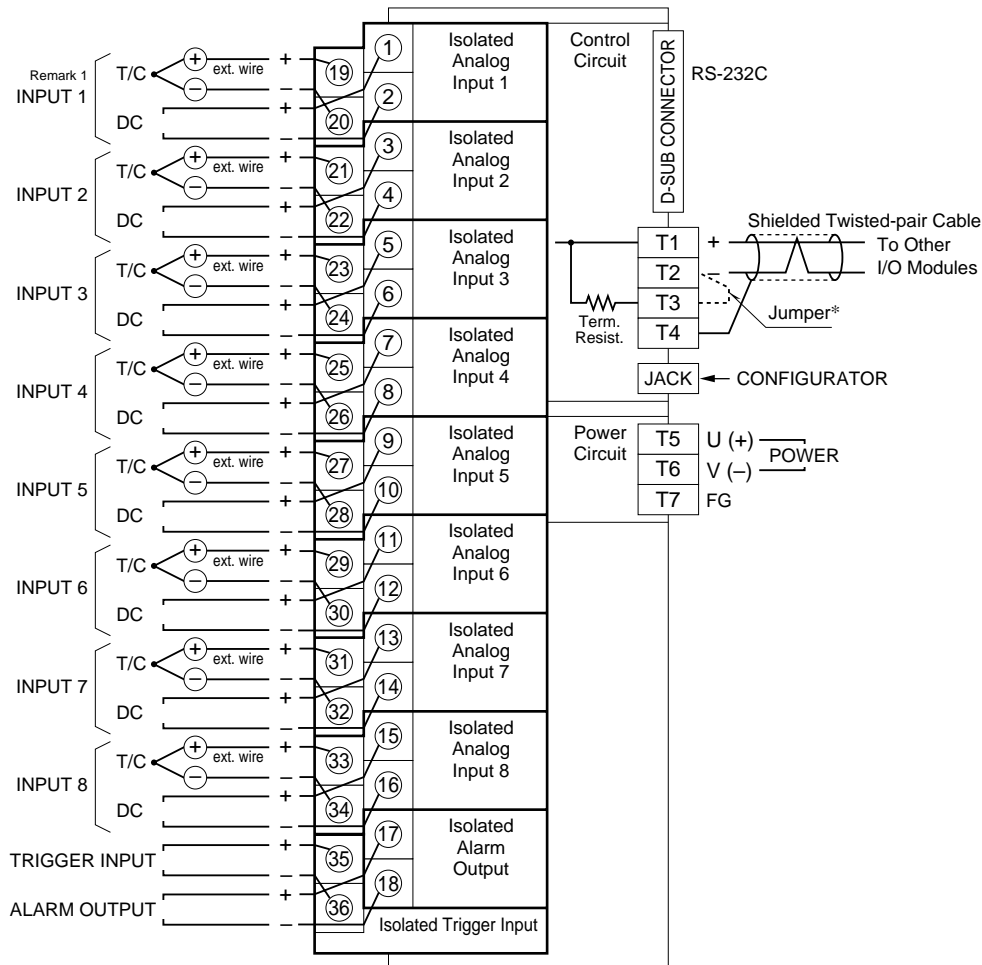 Remark 1
INPUT 1
T/C
+
−
ext. wire
+
−
DC
+
−
19
20
1
2
Isolated
Analog
Input 1
INPUT 2
T/C
+
−
ext. wire
+
−
DC
+
−
21
22
3
4
Isolated
Analog
Input 2
INPUT 3
T/C
+
−
ext. wire
+
−
DC
+
−
23
24
5
6
Isolated
Analog
Input 3
INPUT 4
T/C
+
−
ext. wire
+
−
DC
+
−
25
26
7
8
Isolated
Analog
Input 4
INPUT 5
T/C
+
−
ext. wire
+
−
DC
+
−
27
28
9
10
Isolated
Analog
Input 5
INPUT 6
T/C
+
−
ext. wire
+
−
DC
+
−
29
30
11
12
Isolated
Analog
Input 6
INPUT 7
T/C
+
−
ext. wire
+
−
DC
+
−
31
32
13
14
Isolated
Analog
Input 7
INPUT 8
T/C
+
−
ext. wire
+
−
DC
+
−
33
34
15
16
Isolated
Analog
Input 8
TRIGGER INPUT
+
−
35
36
ALARM OUTPUT
+
−
17
18
Isolated
Alarm
Output
Isolated Trigger Input
Control
Circuit
D-SUB CONNECTOR
RS-232C
T1
+
T2
−
T3
T4
Term.
Resist.
Shielded Twisted-pair Cable
To Other
I/O Modules
Jumper*
JACK
CONFIGURATOR
Power
Circuit
T5
U (+)
T6
V (–)
POWER
T7
FG